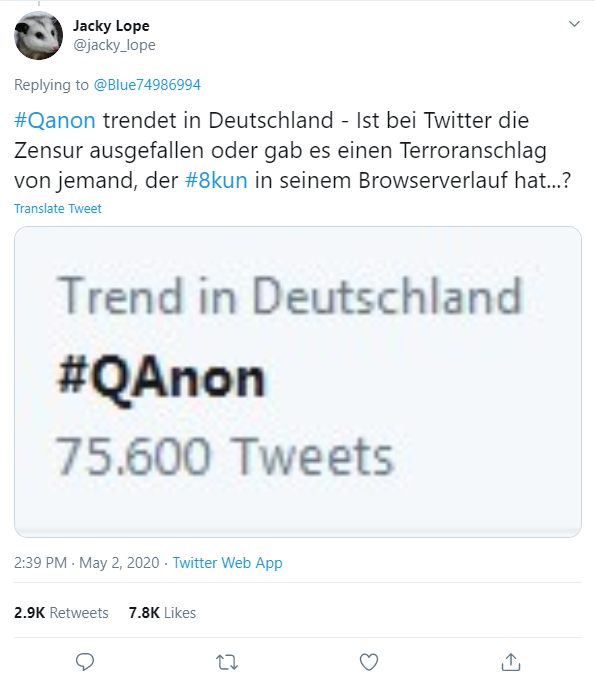 Jacky Lope
@jacky_lope
Replying to @Blue74986994
#Qanon trendet in Deutschland - Ist bei Twitter die
Zensur ausgefallen oder gab es einen Terroranschlag
von jemand, der #8kun in seinem Browserverlauf hat...?
Translate Tweet
Trend in Deutschland
#QAnon
75.600 Tweets
2:39 PM · May 2, 2020 · Twitter Web App
2.9K Retweets 7.8K Likes